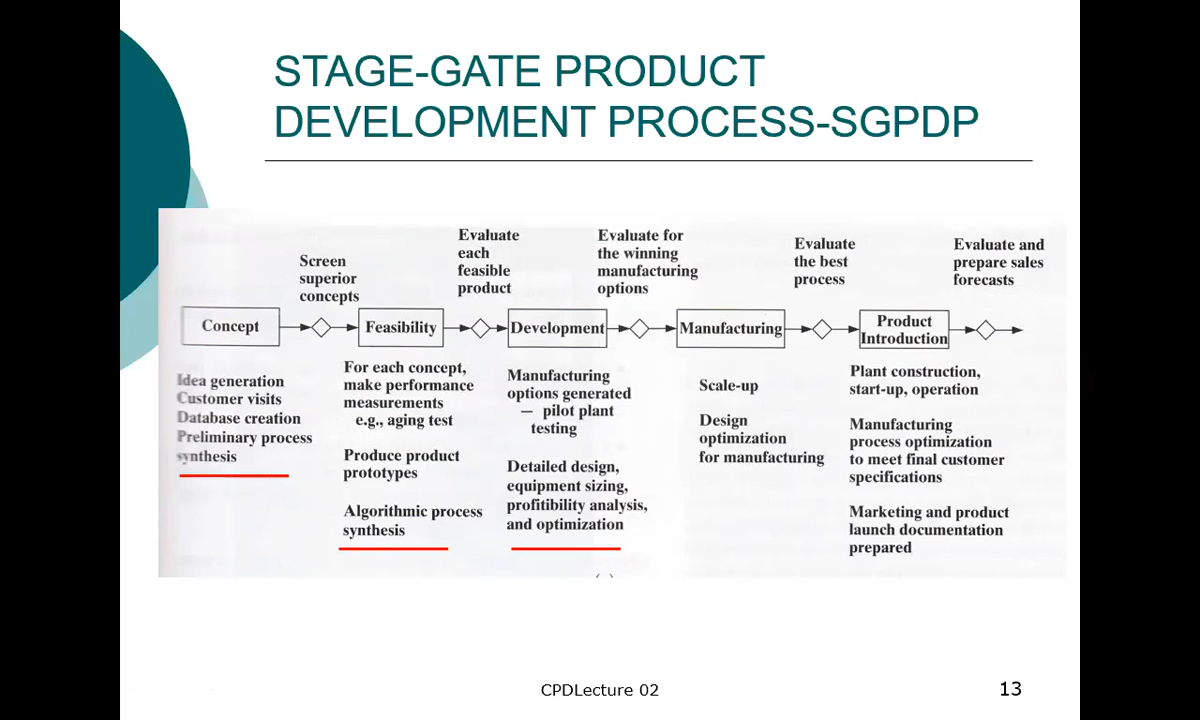 STAGE-GATE PRODUCT
DEVELOPMENT PROCESS-SGPDP
Screen
superior
concepts
Evaluate
each
feasible
product
Evaluate for
the winning
manufacturing
options
Evaluate
the best
process
Evaluate and
prepare sales
forecasts
Concept
Feasibility
Development
Manufacturing
Product
Introduction
Idea generation
Customer visits
Database creation
Preliminary process
synthesis
For each concept,
make performance
measurements
e.g., aging test
Produce product
prototypes
Algorithmic process
synthesis
Manufacturing
options generated
— pilot plant
testing
Detailed design,
equipment sizing,
profitibility analysis,
and optimization
Scale-up
Design
optimization
for manufacturing
Plant construction,
start-up, operation
Manufacturing
process optimization
to meet final customer
specifications
Marketing and product
launch documentation
prepared
CPDLecture 02
13